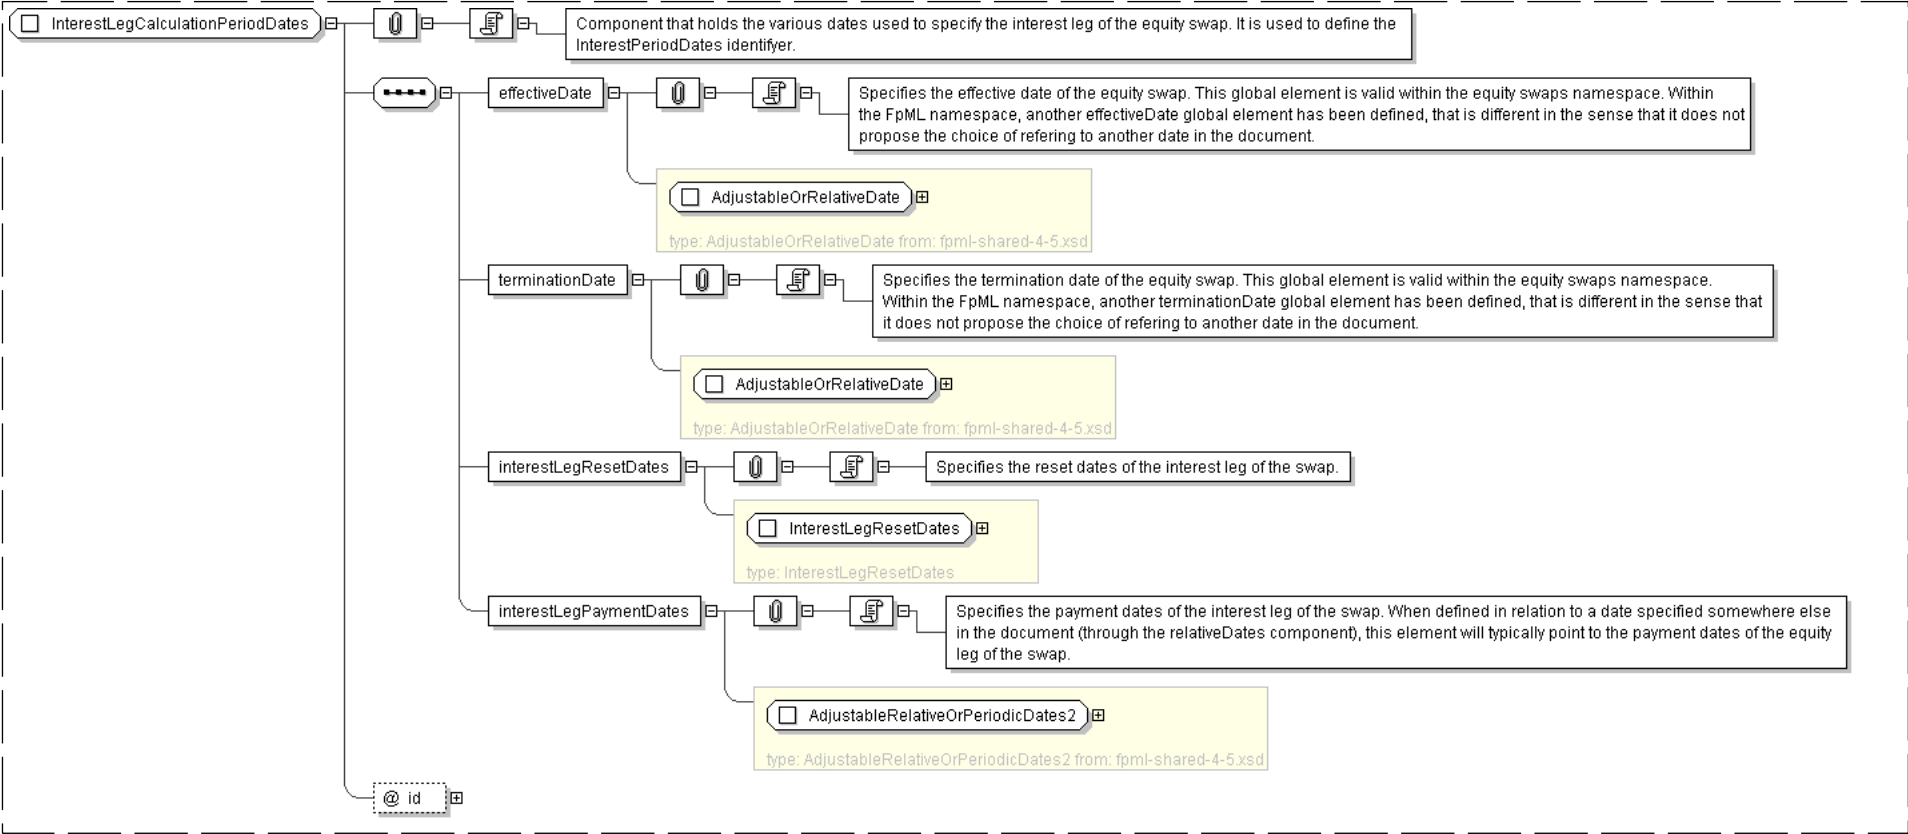 InterestLegCalculationPeriodDates
Component that holds the various dates used to specify the interest leg of the equity swap. It is used to define the
InterestPeriodDates identifyer.
effectiveDate
Specifies the effective date of the equity swap. This global element is valid within the equity swaps namespace. Within
the FpML namespace, another effectiveDate global element has been defined, that is different in the sense that it does not
propose the choice of refering to another date in the document.
AdjustableOrRelativeDate
type: AdjustableOrRelativeDate from: fpml-shared-4-5.xsd
terminationDate
Specifies the termination date of the equity swap. This global element is valid within the equity swaps namespace.
Within the FpML namespace, another terminationDate global element has been defined, that is different in the sense that
it does not propose the choice of refering to another date in the document.
AdjustableOrRelativeDate
type: AdjustableOrRelativeDate from: fpml-shared-4-5.xsd
interestLegResetDates
Specifies the reset dates of the interest leg of the swap.
InterestLegResetDates
type: InterestLegResetDates
interestLegPaymentDates
Specifies the payment dates of the interest leg of the swap. When defined in relation to a date specified somewhere else
in the document (through the relativeDates component), this element will typically point to the payment dates of the equity
leg of the swap.
AdjustableRelativeOrPeriodicDates2
type: AdjustableRelativeOrPeriodicDates2 from: fpml-shared-4-5.xsd
@ id